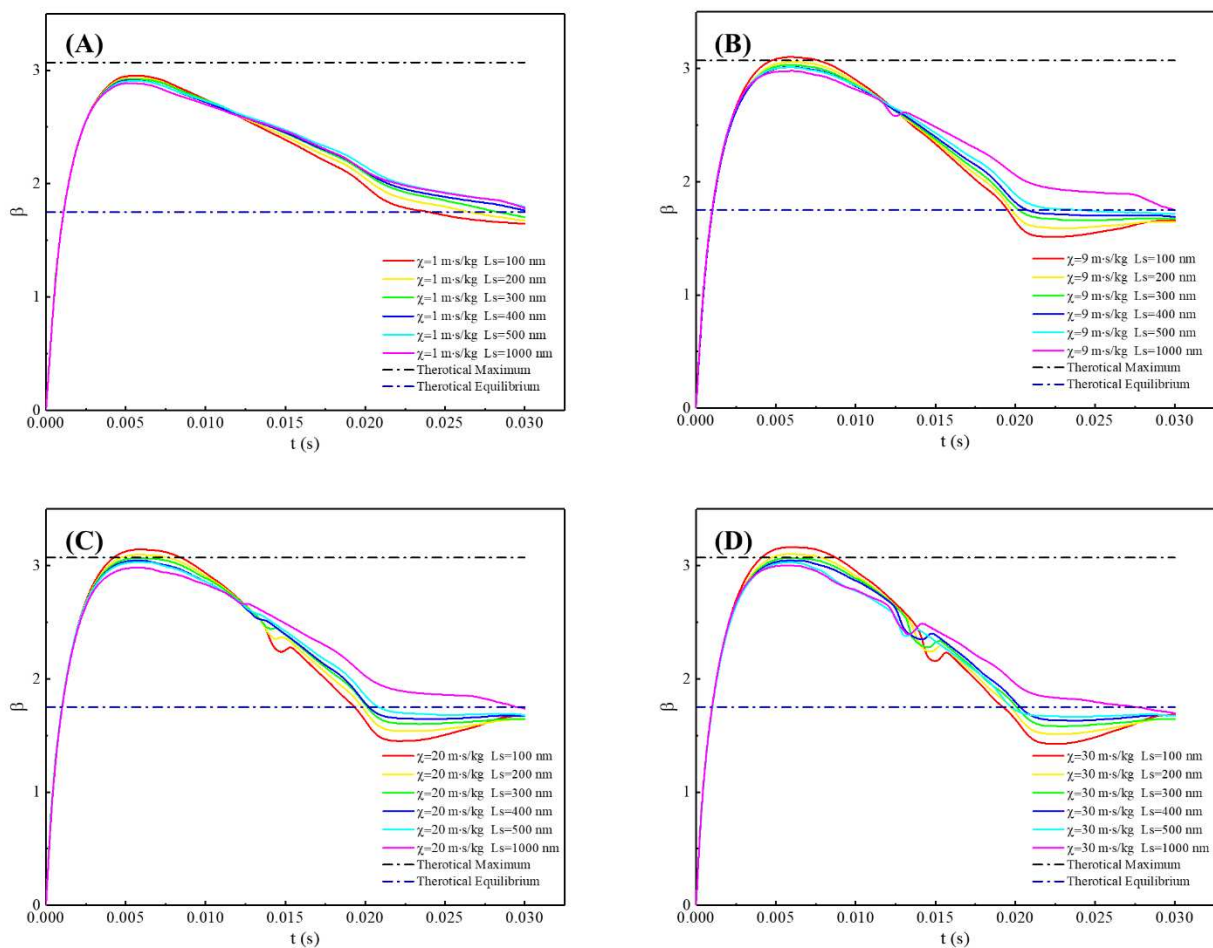 (A)
3
2
β
1
0
0.000 0.005 0.010 0.015 0.020 0.025 0.030
t (s)
χ=1 m·s/kg Ls=100 nm
χ=1 m·s/kg Ls=200 nm
χ=1 m·s/kg Ls=300 nm
χ=1 m·s/kg Ls=400 nm
χ=1 m·s/kg Ls=500 nm
χ=1 m·s/kg Ls=1000 nm
Therotical Maximum
Therotical Equilibrium
(B)
3
2
β
1
0
0.000 0.005 0.010 0.015 0.020 0.025 0.030
t (s)
χ=9 m·s/kg Ls=100 nm
χ=9 m·s/kg Ls=200 nm
χ=9 m·s/kg Ls=300 nm
χ=9 m·s/kg Ls=400 nm
χ=9 m·s/kg Ls=500 nm
χ=9 m·s/kg Ls=1000 nm
Therotical Maximum
Therotical Equilibrium
(C)
3
2
β
1
0
0.000 0.005 0.010 0.015 0.020 0.025 0.030
t (s)
χ=20 m·s/kg Ls=100 nm
χ=20 m·s/kg Ls=200 nm
χ=20 m·s/kg Ls=300 nm
χ=20 m·s/kg Ls=400 nm
χ=20 m·s/kg Ls=500 nm
χ=20 m·s/kg Ls=1000 nm
Therotical Maximum
Therotical Equilibrium
(D)
3
2
β
1
0
0.000 0.005 0.010 0.015 0.020 0.025 0.030
t (s)
χ=30 m·s/kg Ls=100 nm
χ=30 m·s/kg Ls=200 nm
χ=30 m·s/kg Ls=300 nm
χ=30 m·s/kg Ls=400 nm
χ=30 m·s/kg Ls=500 nm
χ=30 m·s/kg Ls=1000 nm
Therotical Maximum
Therotical Equilibrium